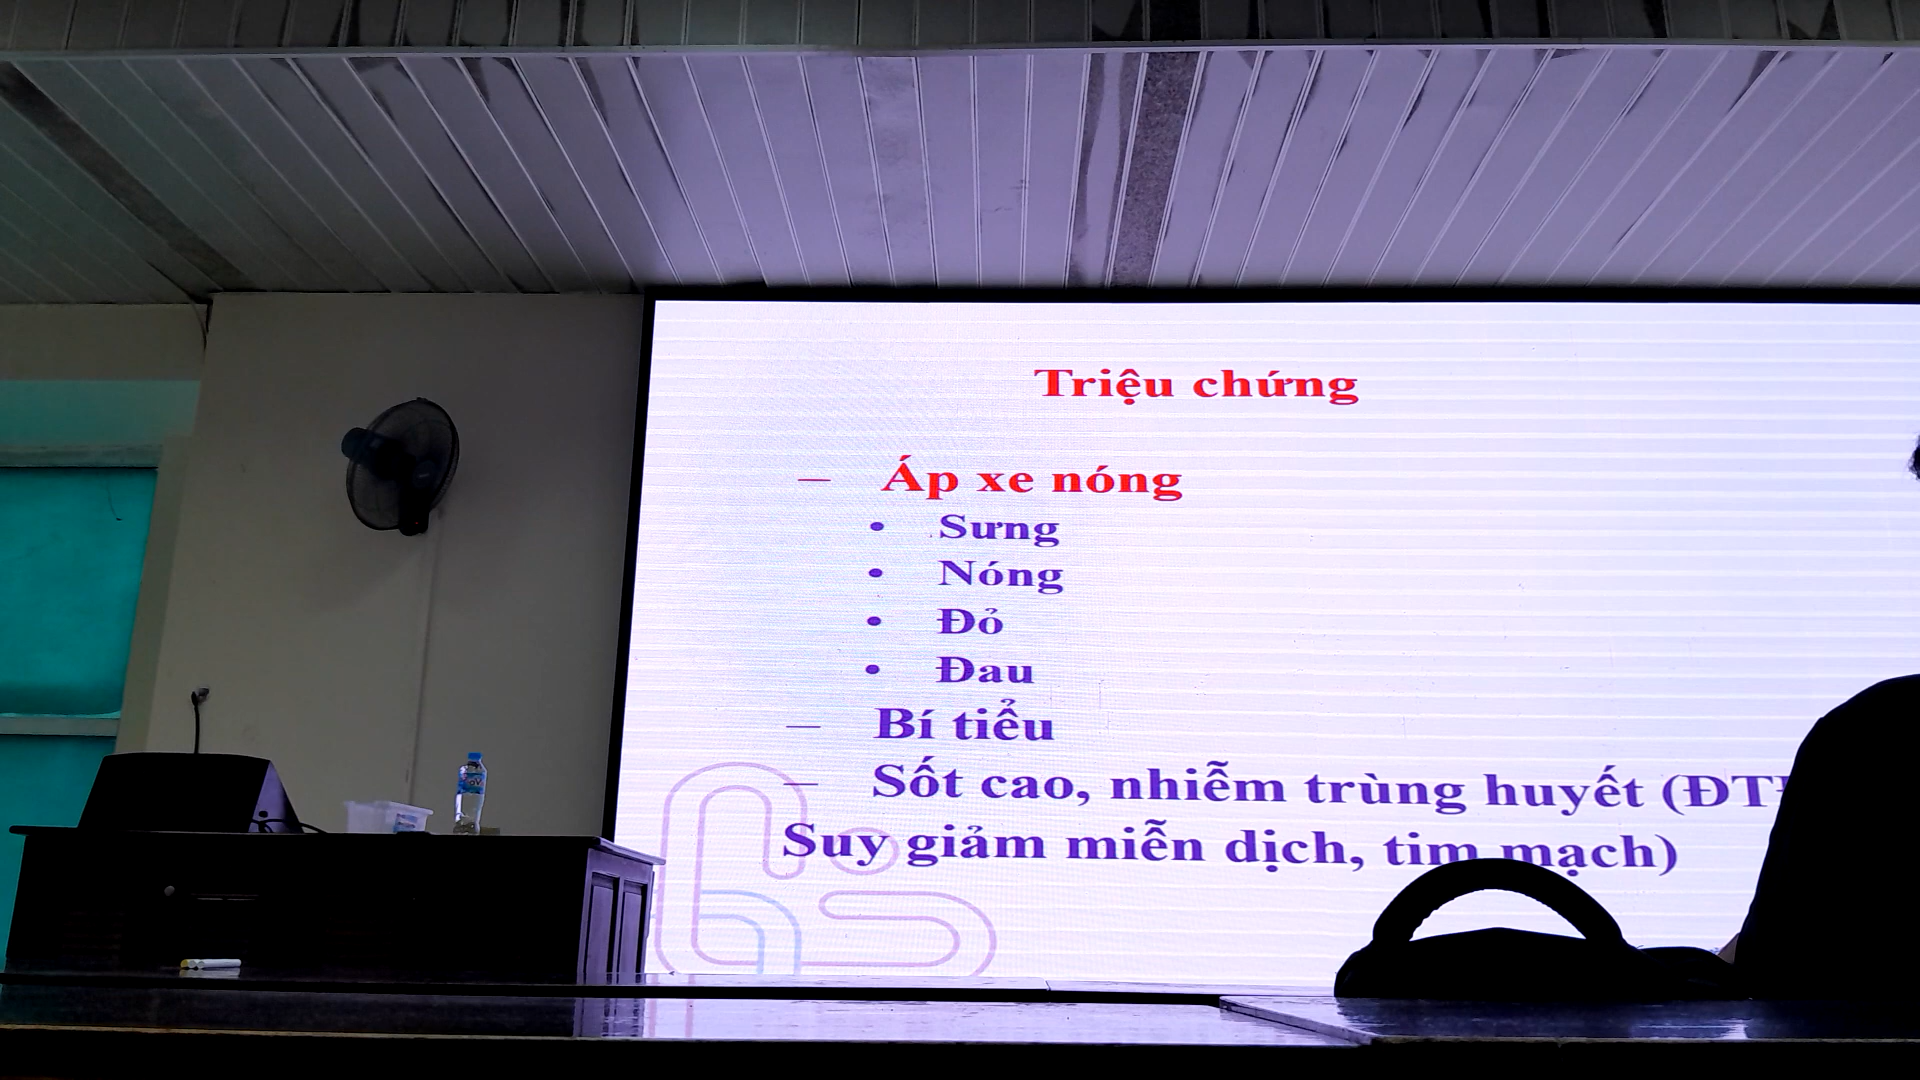 Triệu chứng
– Áp xe nóng
• Sưng
• Nóng
• Đỏ
• Đau
– Bí tiểu
– Sốt cao, nhiễm trùng huyết (ĐT
Suy giảm miễn dịch, tim mạch)